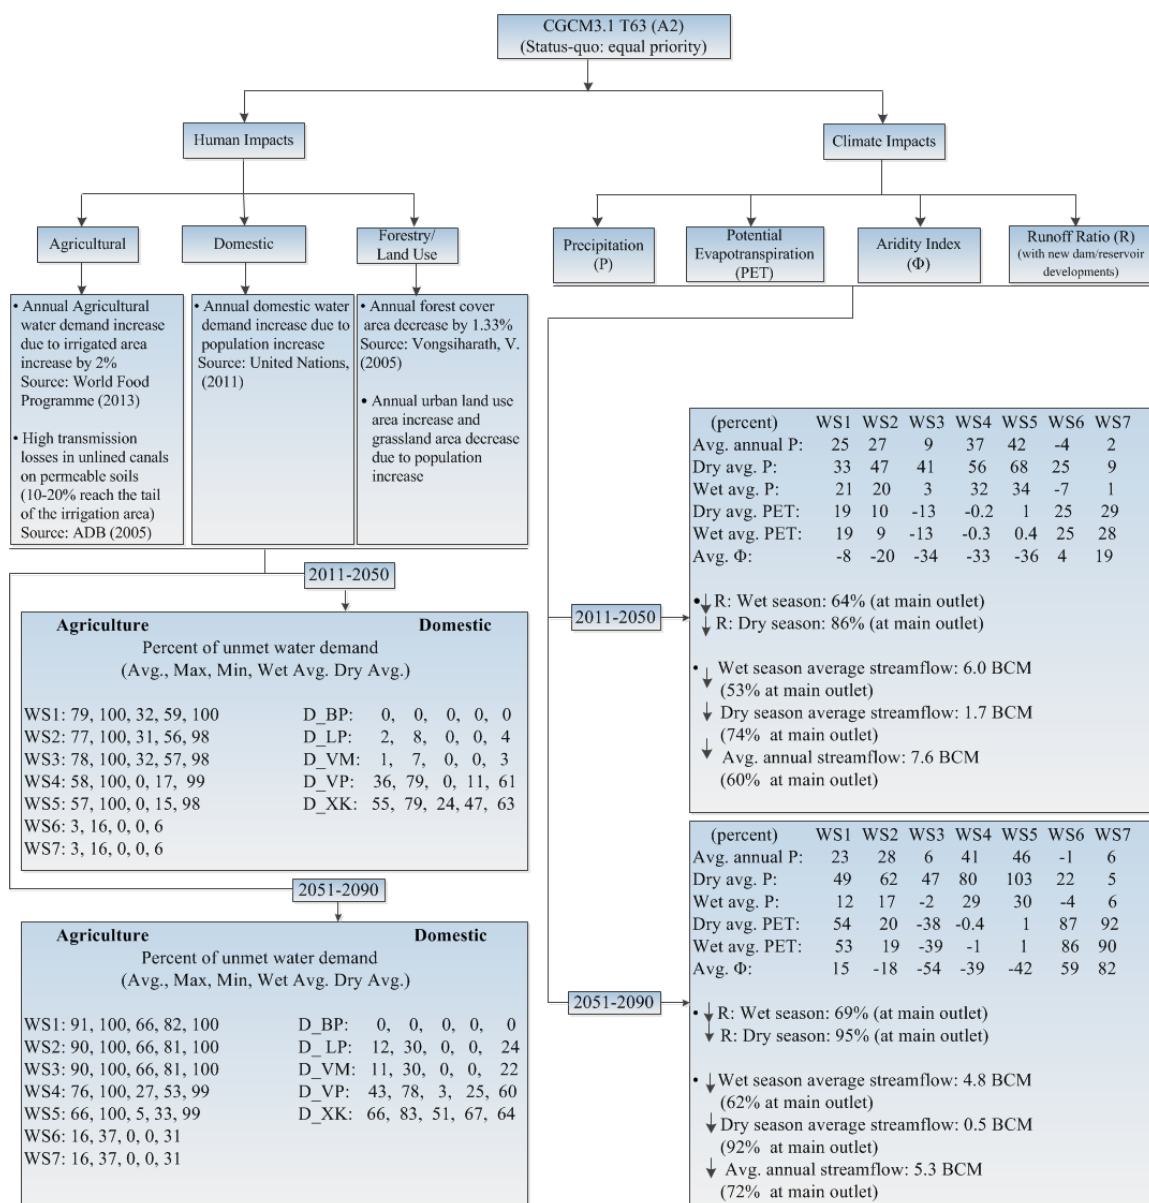 CGCM3.1 T63 (A2)
(Status-quo: equal priority)
Human Impacts
Climate Impacts
Agricultural
Domestic
Forestry/
Land Use
Precipitation
(P)
Potential
Evapotranspiration
(PET)
Aridity Index
(Φ)
Runoff Ratio (R)
(with new dam/reservoir
developments)
• Annual Agricultural
water demand increase
due to irrigated area
increase by 2%
Source: World Food
Programme (2013)
• High transmission
losses in unlined canals
on permeable soils
(10-20% reach the tail
of the irrigation area)
Source: ADB (2005)
• Annual domestic water
demand increase due to
population increase
Source: United Nations,
(2011)
• Annual forest cover
area decrease by 1.33%
Source: Vongsiharath, V.
(2005)
• Annual urban land use
area increase and
grassland area decrease
due to population
increase
2011-2050
Agriculture Domestic
Percent of unmet water demand
(Avg., Max, Min, Wet Avg. Dry Avg.)
WS1: 79, 100, 32, 59, 100 D_BP: 0, 0, 0, 0, 0
WS2: 77, 100, 31, 56, 98 D_LP: 2, 8, 0, 0, 4
WS3: 78, 100, 32, 57, 98 D_VM: 1, 7, 0, 0, 3
WS4: 58, 100, 0, 17, 99 D_VP: 36, 79, 0, 11, 61
WS5: 57, 100, 0, 15, 98 D_XK: 55, 79, 24, 47, 63
WS6: 3, 16, 0, 0, 6
WS7: 3, 16, 0, 0, 6
2051-2090
Agriculture Domestic
Percent of unmet water demand
(Avg., Max, Min, Wet Avg. Dry Avg.)
WS1: 91, 100, 66, 82, 100 D_BP: 0, 0, 0, 0, 0
WS2: 90, 100, 66, 81, 100 D_LP: 12, 30, 0, 0, 24
WS3: 90, 100, 66, 81, 100 D_VM: 11, 30, 0, 0, 22
WS4: 76, 100, 27, 53, 99 D_VP: 43, 78, 3, 25, 60
WS5: 66, 100, 5, 33, 99 D_XK: 66, 83, 51, 67, 64
WS6: 16, 37, 0, 0, 31
WS7: 16, 37, 0, 0, 31
2011-2050
(percent) WS1 WS2 WS3 WS4 WS5 WS6 WS7
Avg. annual P: 25 27 9 37 42 -4 2
Dry avg. P: 33 47 41 56 68 25 9
Wet avg. P: 21 20 3 32 34 -7 1
Dry avg. PET: 19 10 -13 -0.2 1 25 29
Wet avg. PET: 19 9 -13 -0.3 0.4 25 28
Avg. Φ: -8 -20 -34 -33 -36 4 19
• ↓ R: Wet season: 64% (at main outlet)
↓ R: Dry season: 86% (at main outlet)
• ↓ Wet season average streamflow: 6.0 BCM
(53% at main outlet)
↓ Dry season average streamflow: 1.7 BCM
(74% at main outlet)
↓ Avg. annual streamflow: 7.6 BCM
(60% at main outlet)
2051-2090
(percent) WS1 WS2 WS3 WS4 WS5 WS6 WS7
Avg. annual P: 23 28 6 41 46 -1 6
Dry avg. P: 49 62 47 80 103 22 5
Wet avg. P: 12 17 -2 29 30 -4 6
Dry avg. PET: 54 20 -38 -0.4 1 87 92
Wet avg. PET: 53 19 -39 -1 1 86 90
Avg. Φ: 15 -18 -54 -39 -42 59 82
• ↓ R: Wet season: 69% (at main outlet)
↓ R: Dry season: 95% (at main outlet)
• ↓ Wet season average streamflow: 4.8 BCM
(62% at main outlet)
↓ Dry season average streamflow: 0.5 BCM
(92% at main outlet)
↓ Avg. annual streamflow: 5.3 BCM
(72% at main outlet)